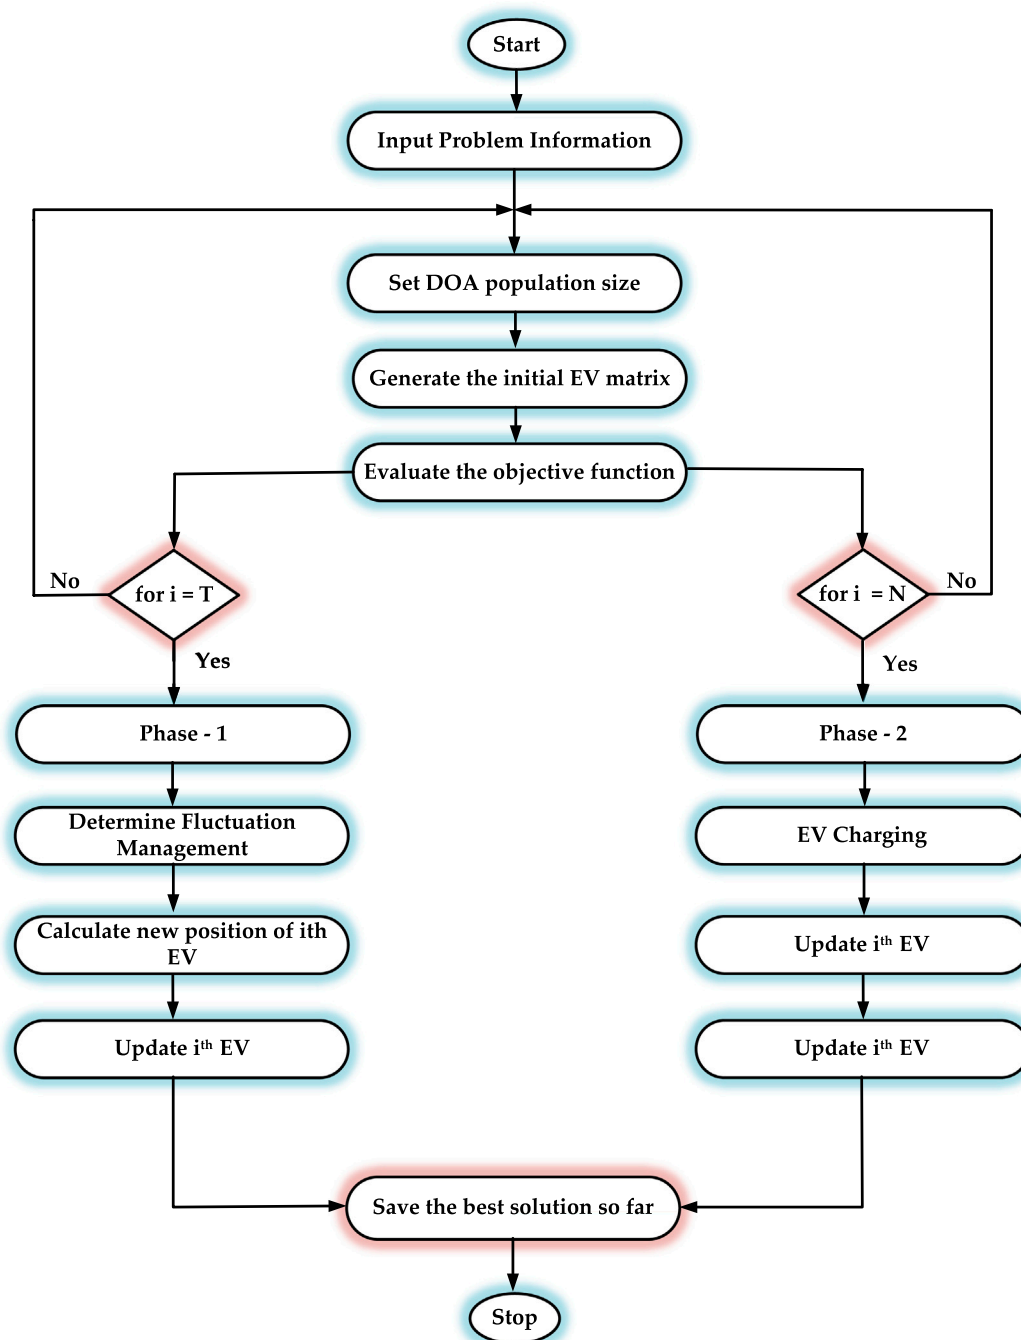 Start
Input Problem Information
Set DOA population size
Generate the initial EV matrix
Evaluate the objective function
for i = T
No
Yes
for i = N
No
Yes
Phase - 1
Determine Fluctuation
Management
Calculate new position of ith
EV
Update iᵗʰ EV
Phase - 2
EV Charging
Update iᵗʰ EV
Update iᵗʰ EV
Save the best solution so far
Stop